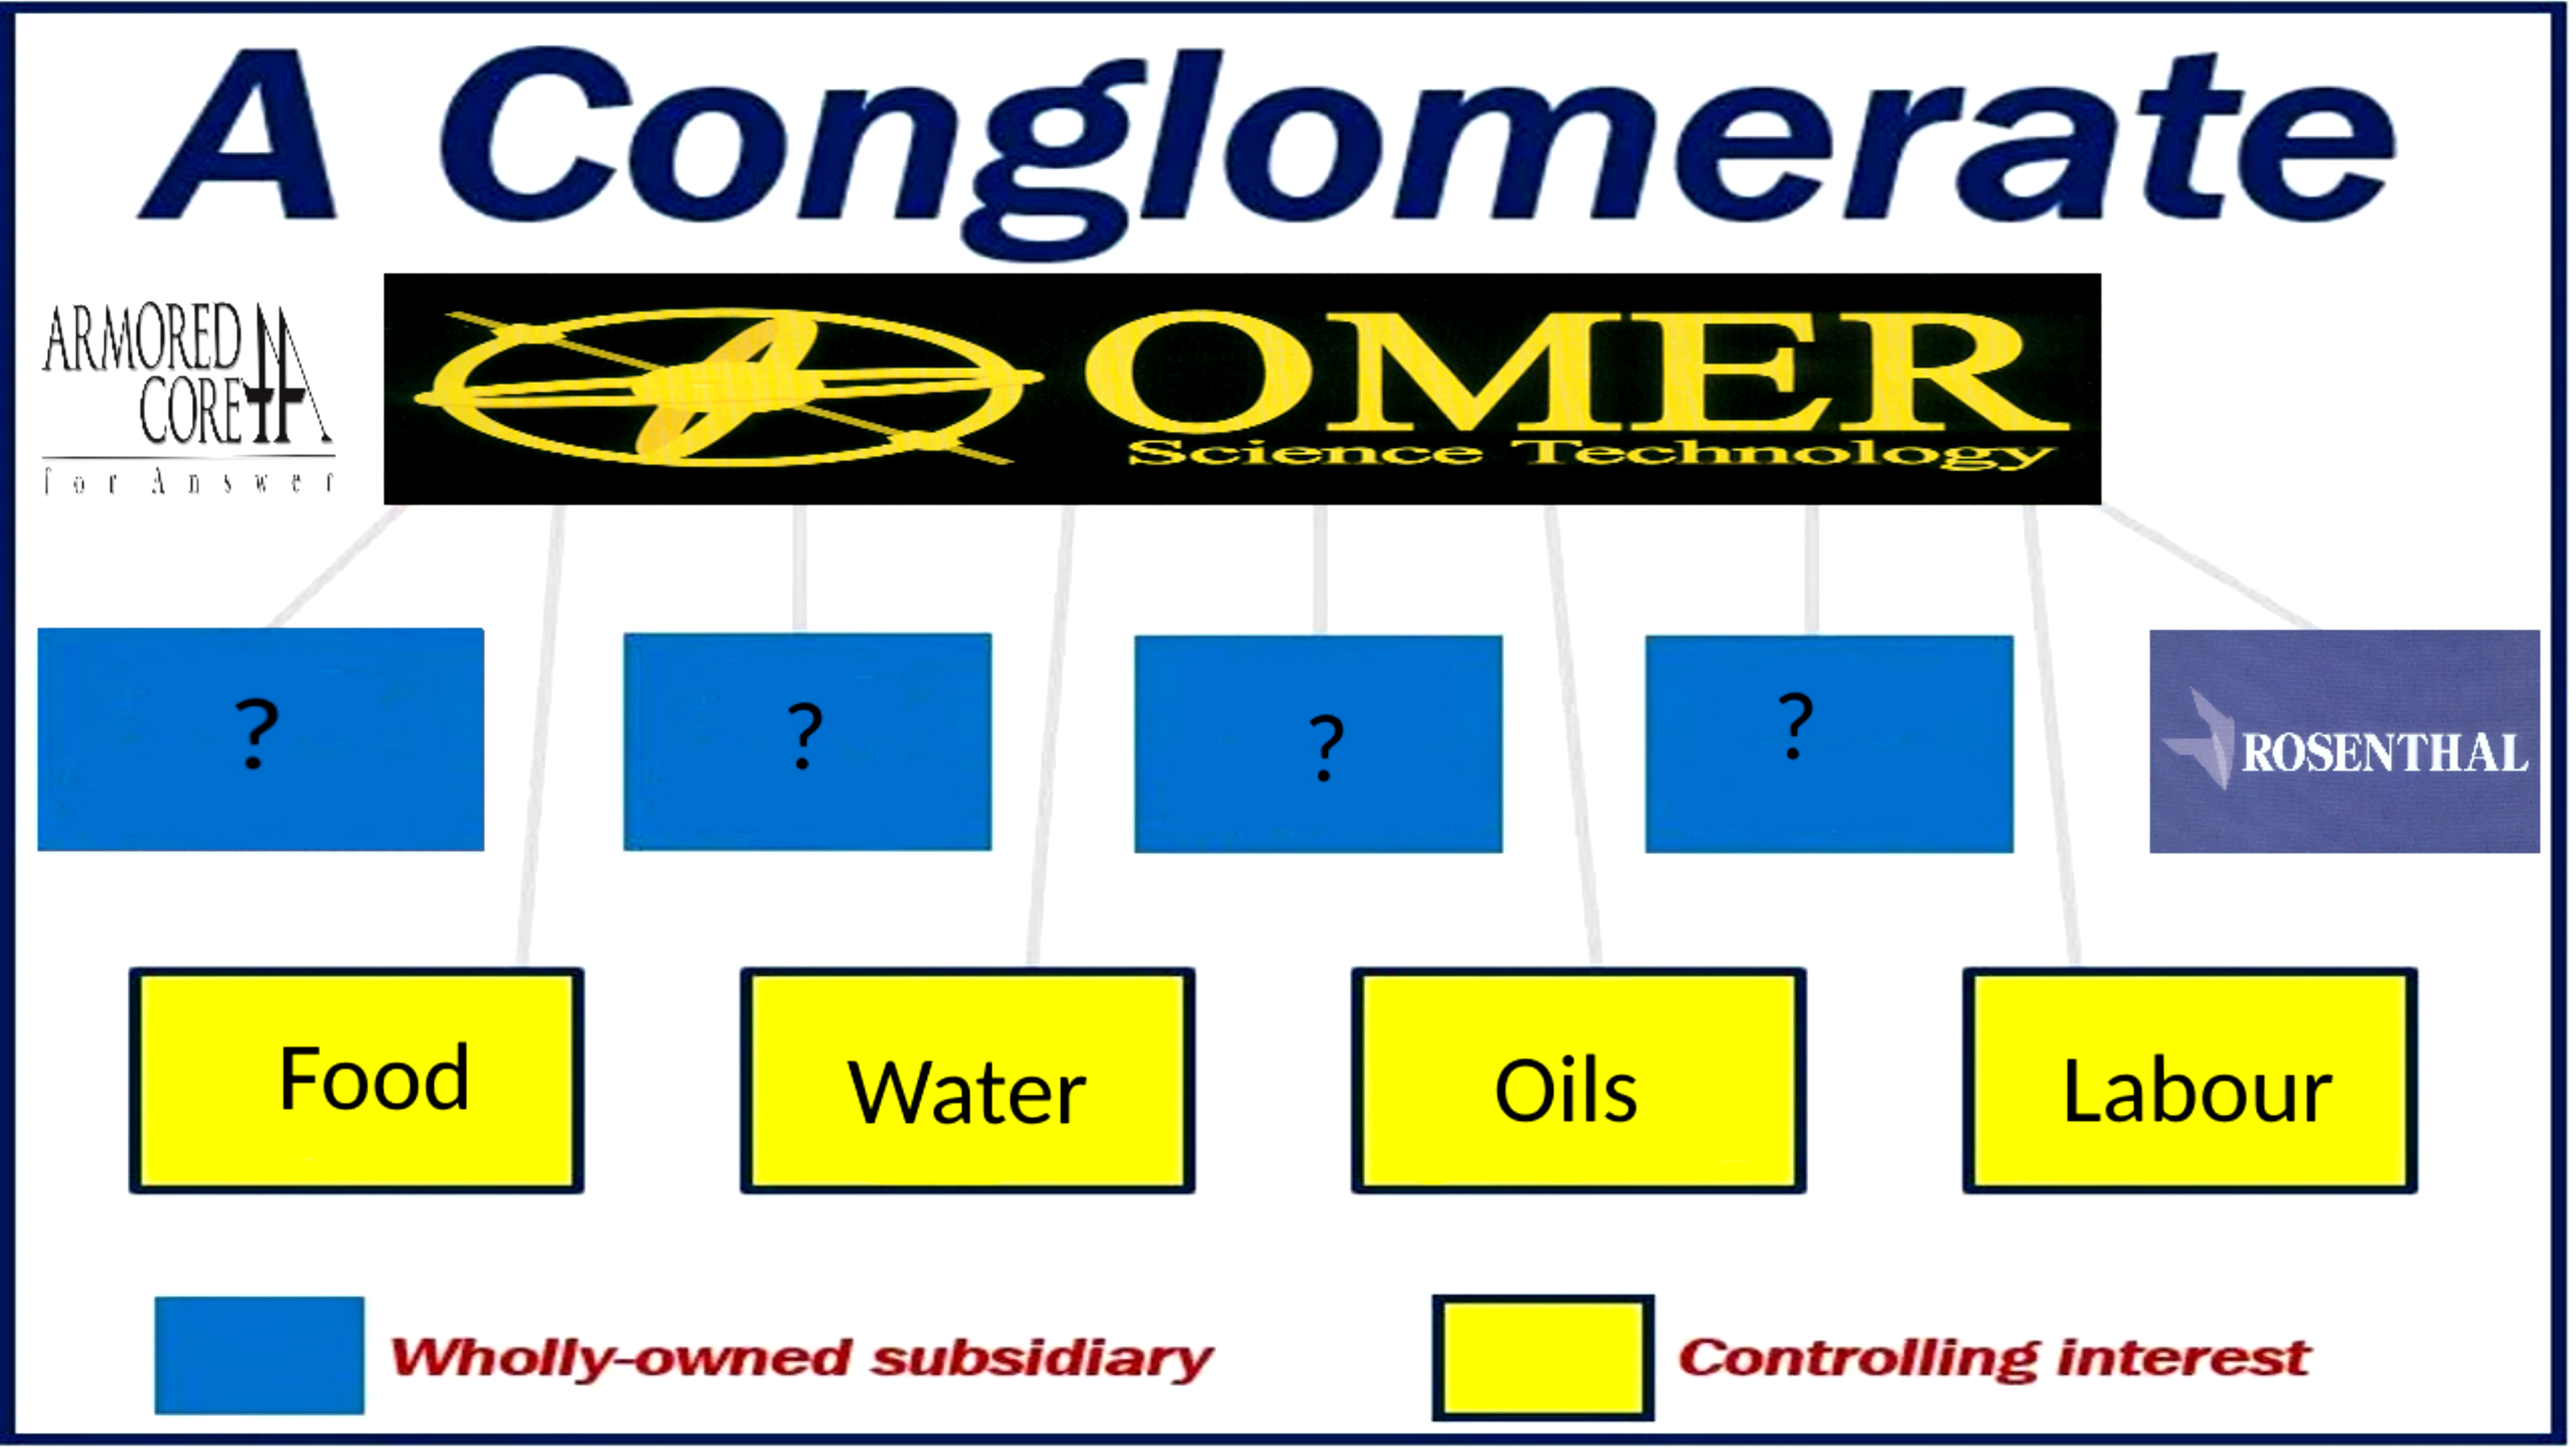 A Conglomerate
ARMORED
CORE
for Answer
OMER
Science Technology
?
?
?
?
ROSENTHAL
Food
Water
Oils
Labour
Wholly-owned subsidiary
Controlling interest